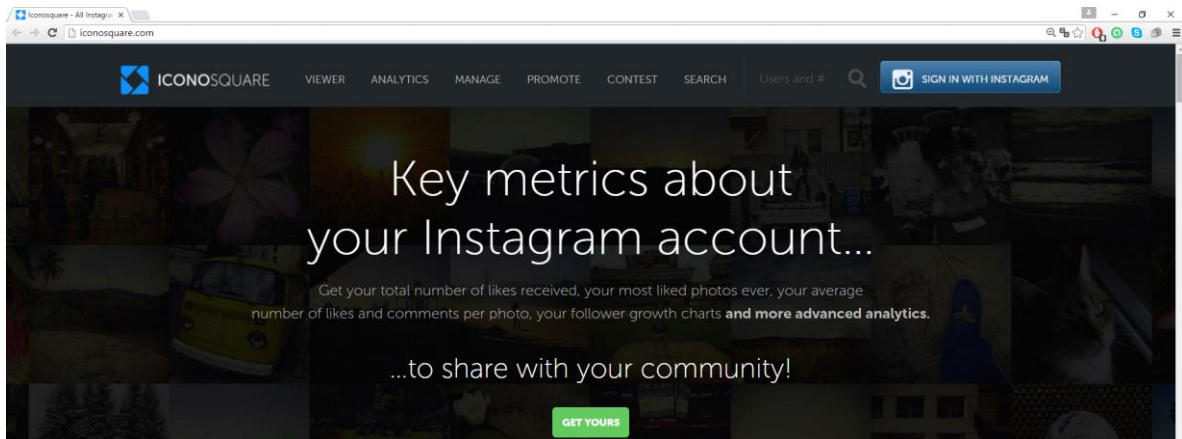 Iconosquare - All Instagra
iconosquare.com
ICONOSQUARE VIEWER ANALYTICS MANAGE PROMOTE CONTEST SEARCH Users and # SIGN IN WITH INSTAGRAM
Key metrics about
your Instagram account...
Get your total number of likes received, your most liked photos ever, your average
number of likes and comments per photo, your follower growth charts and more advanced analytics.
...to share with your community!
GET YOURS